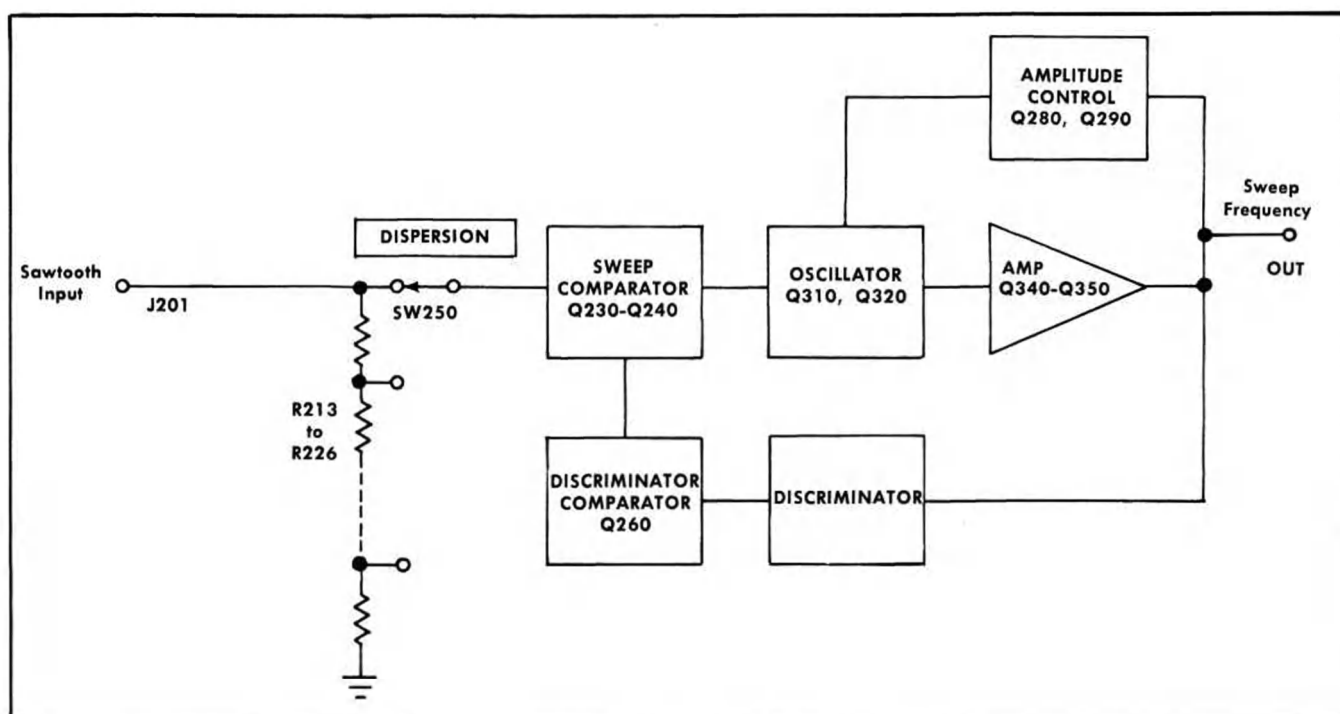 AMPLITUDE
CONTROL
Q280, Q290
Sweep
Frequency
OUT
DISPERSION
Sawtooth
Input
J201
SW250
SWEEP
COMPARATOR
Q230-Q240
OSCILLATOR
Q310, Q320
AMP
Q340-Q350
R213
to
R226
DISCRIMINATOR
COMPARATOR
Q260
DISCRIMINATOR